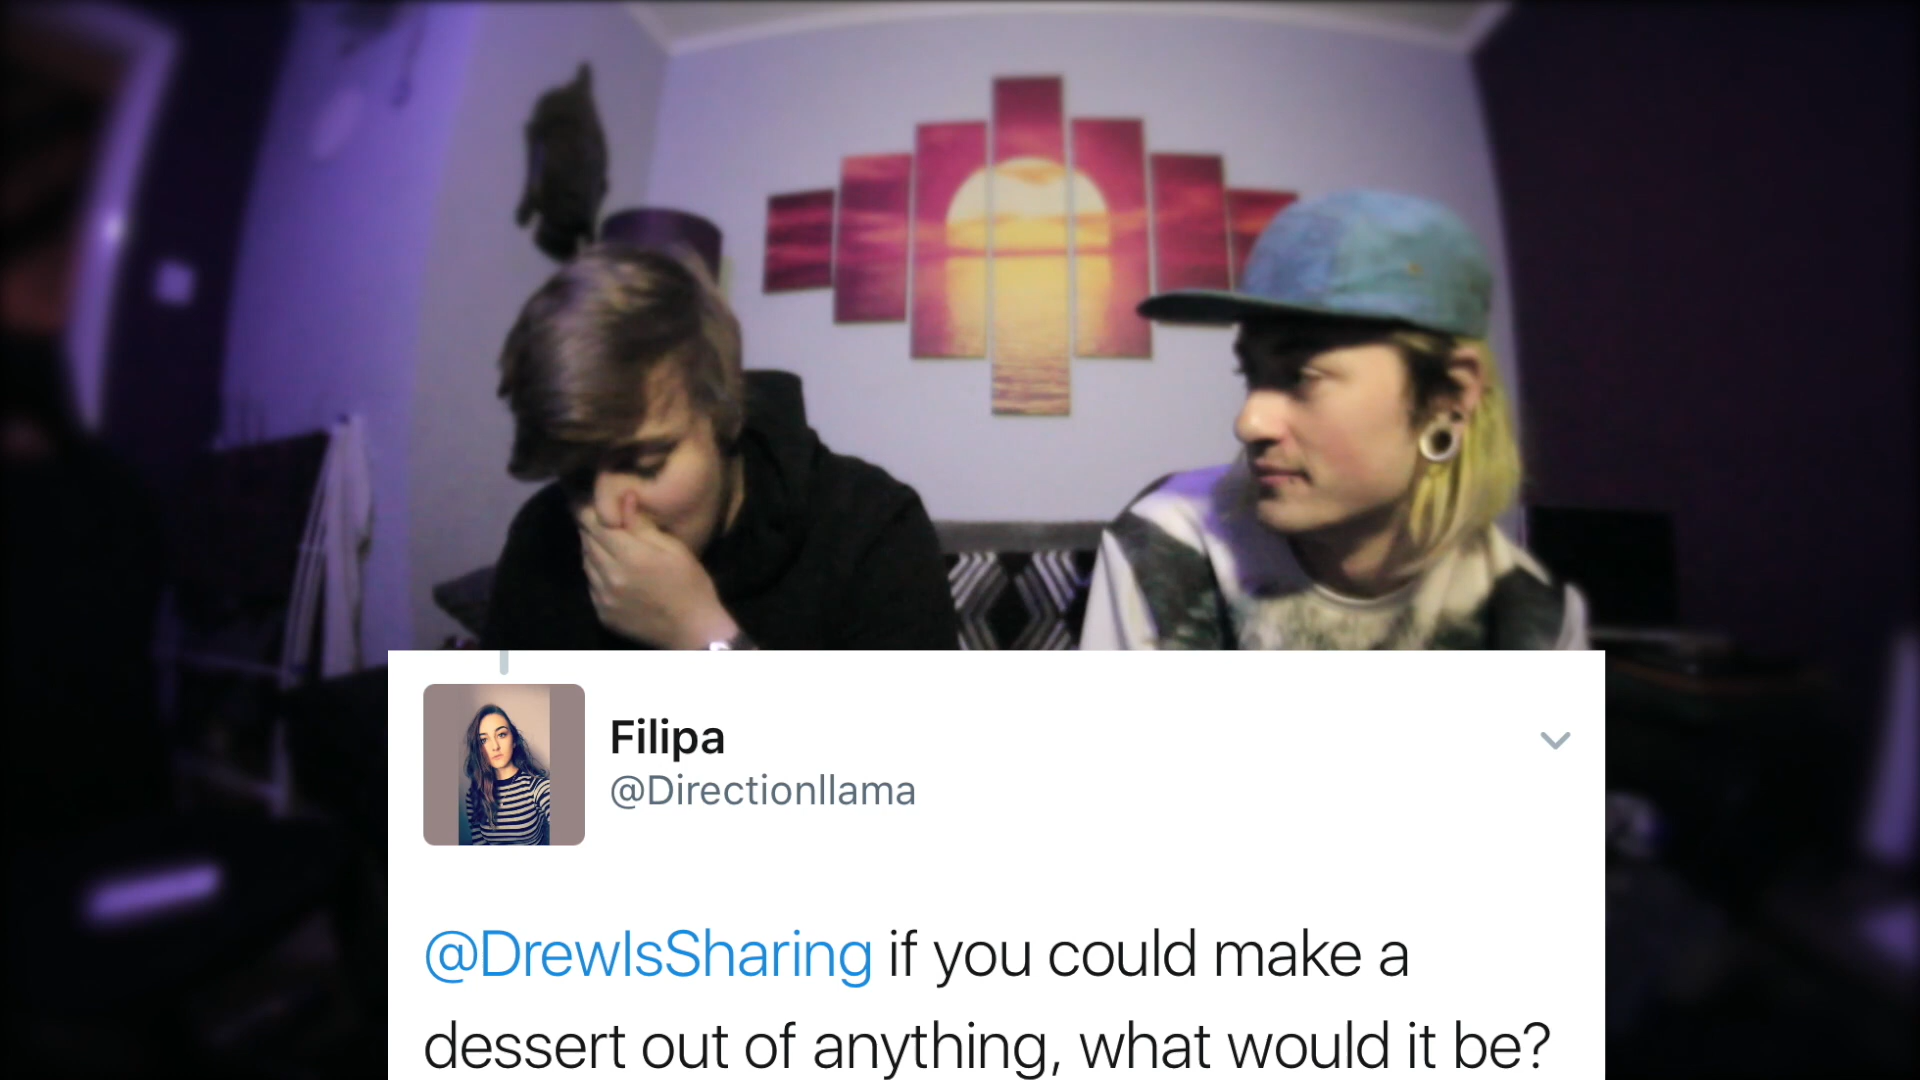 Filipa
@Directionllama
@DrewIsSharing if you could make a
dessert out of anything, what would it be?